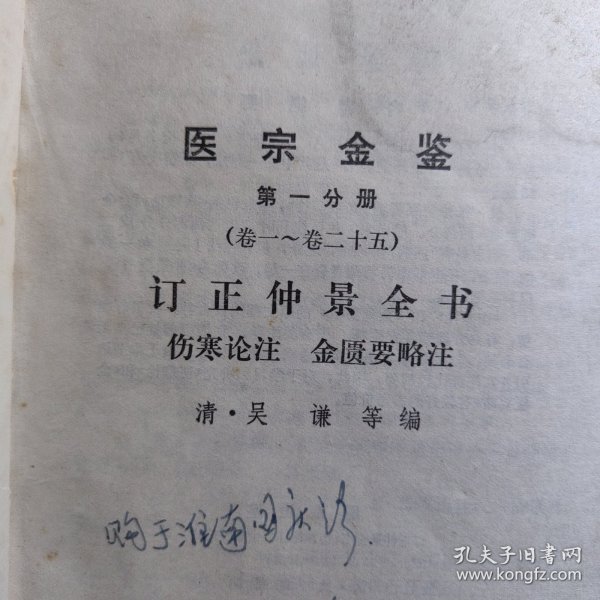 医宗金鉴
第一分册
（卷一～卷二十五）
订正仲景全书
伤寒论注 金匮要略注
清·吴 谦 等编
购于淮南
孔夫子旧书网
www.kongfz.com